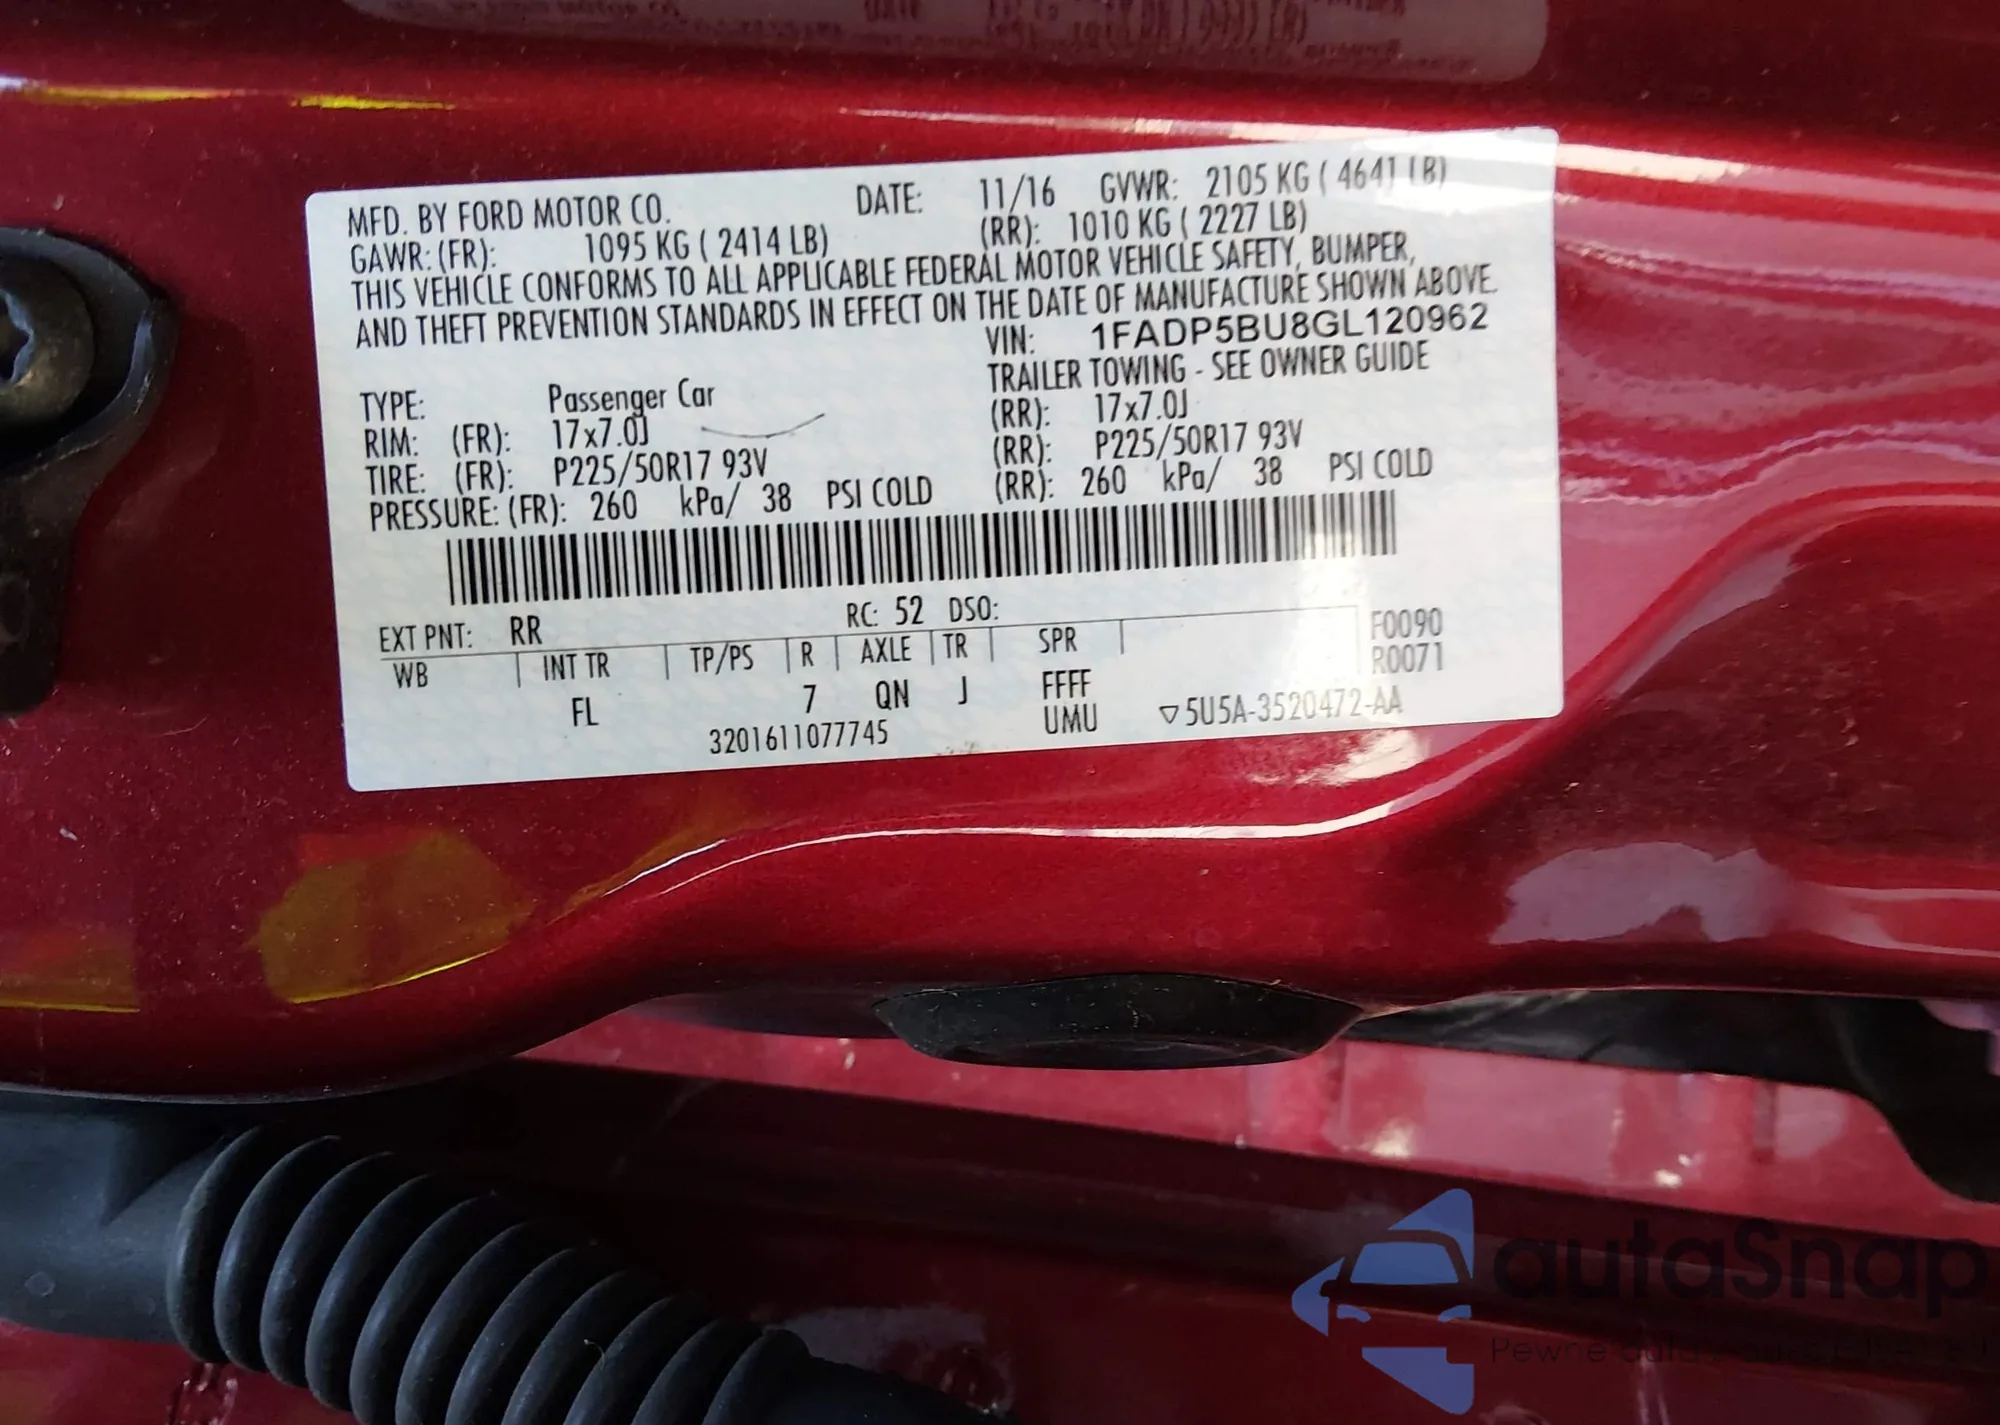 MFD. BY FORD MOTOR CO. DATE: 11/16 GVWR: 2105 KG ( 4641 LB)
GAWR: (FR): 1095 KG ( 2414 LB) (RR): 1010 KG ( 2227 LB)
THIS VEHICLE CONFORMS TO ALL APPLICABLE FEDERAL MOTOR VEHICLE SAFETY, BUMPER,
AND THEFT PREVENTION STANDARDS IN EFFECT ON THE DATE OF MANUFACTURE SHOWN ABOVE.
VIN: 1FADP5BU8GL120962
TYPE: Passenger Car TRAILER TOWING - SEE OWNER GUIDE
RIM: (FR): 17x7.0J (RR): 17x7.0J
TIRE: (FR): P225/50R17 93V (RR): P225/50R17 93V
PRESSURE: (FR): 260 kPa/ 38 PSI COLD (RR): 260 kPa/ 38 PSI COLD
EXT PNT: RR RC: 52 DSO: F0090
WB INT TR TP/PS R AXLE TR SPR R0071
FL 7 QN J FFFF
3201611077745 UMU ▽5U5A-3520472-AA
autaSnap
Pewne auta